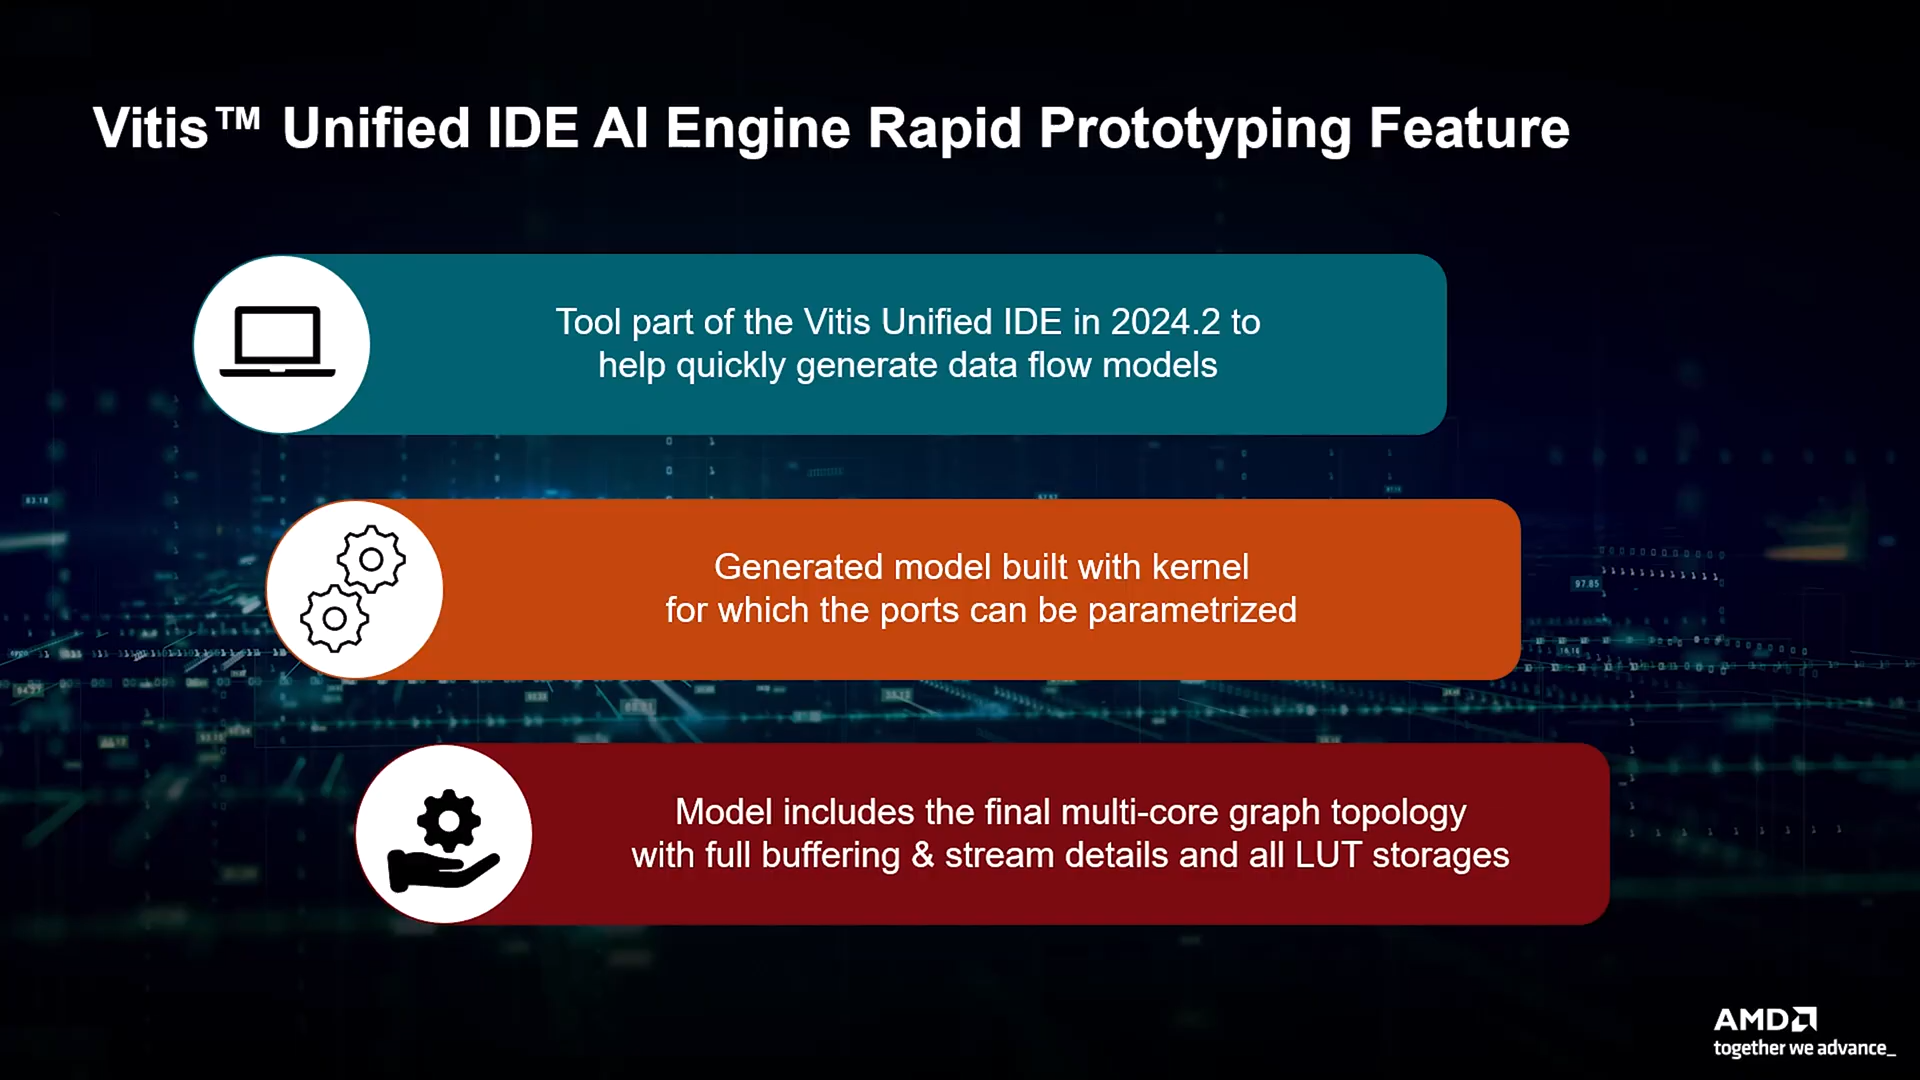 Vitis™ Unified IDE AI Engine Rapid Prototyping Feature
Tool part of the Vitis Unified IDE in 2024.2 to
help quickly generate data flow models
Generated model built with kernel
for which the ports can be parametrized
Model includes the final multi-core graph topology
with full buffering & stream details and all LUT storages
97.85
AMD
together we advance_